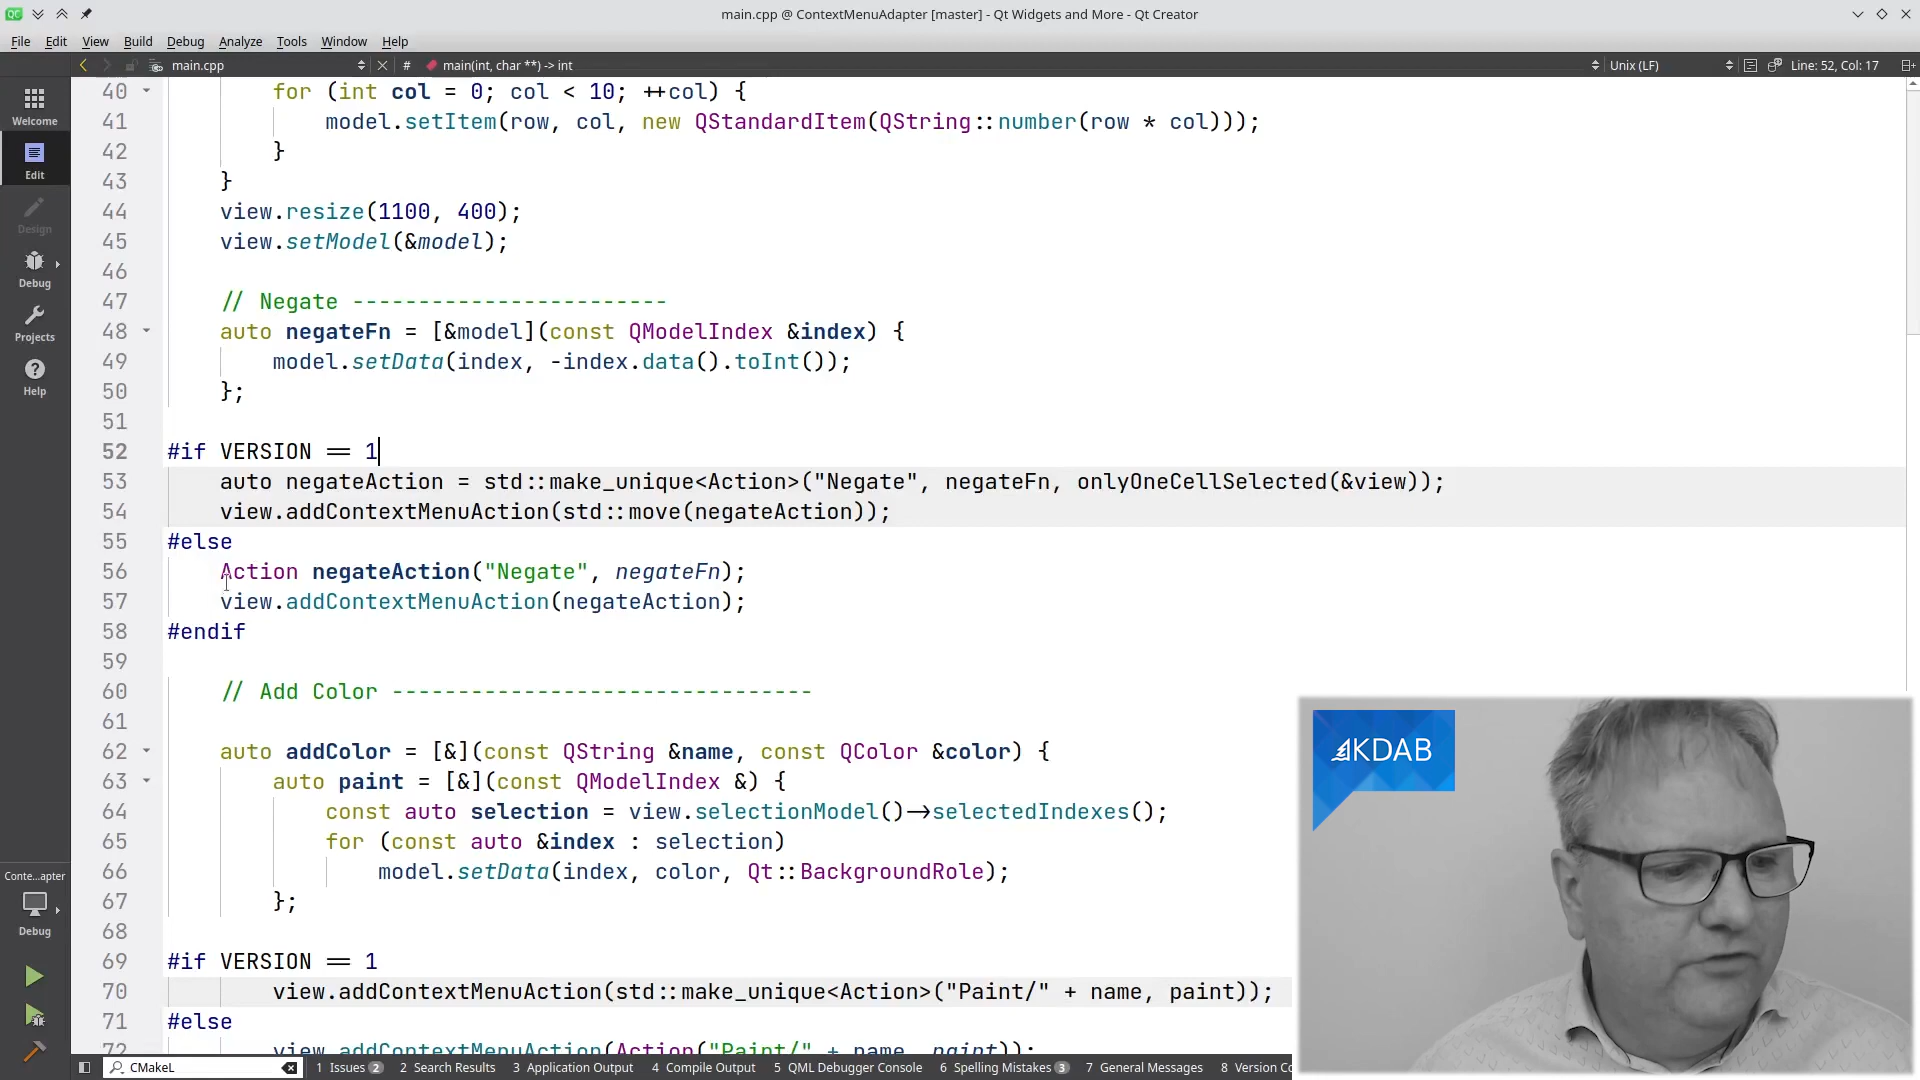 main.cpp @ ContextMenuAdapter [master] - Qt Widgets and More - Qt Creator
File Edit View Build Debug Analyze Tools Window Help
main.cpp
# main(int, char **) -> int
Unix (LF)
Line: 52, Col: 17
Welcome
Edit
Design
Debug
Projects
Help
Conte...apter
Debug
40 for (int col = 0; col < 10; ++col) {
41 model.setItem(row, col, new QStandardItem(QString::number(row * col)));
42 }
43 }
44 view.resize(1100, 400);
45 view.setModel(&model);
46
47 // Negate ------------------------
48 auto negateFn = [&model](const QModelIndex &index) {
49 model.setData(index, -index.data().toInt());
50 };
51
52 #if VERSION == 1
53 auto negateAction = std::make_unique<Action>("Negate", negateFn, onlyOneCellSelected(&view));
54 view.addContextMenuAction(std::move(negateAction));
55 #else
56 Action negateAction("Negate", negateFn);
57 view.addContextMenuAction(negateAction);
58 #endif
59
60 // Add Color --------------------------------
61
62 auto addColor = [&](const QString &name, const QColor &color) {
63 auto paint = [&](const QModelIndex &) {
64 const auto selection = view.selectionModel()->selectedIndexes();
65 for (const auto &index : selection)
66 model.setData(index, color, Qt::BackgroundRole);
67 };
68
69 #if VERSION == 1
70 view.addContextMenuAction(std::make_unique<Action>("Paint/" + name, paint));
71 #else
72 view.addContextMenuAction(Action("Paint/" + name, paint));
KDAB
CMakeL
1 Issues 2
2 Search Results
3 Application Output
4 Compile Output
5 QML Debugger Console
6 Spelling Mistakes 3
7 General Messages
8 Version Co